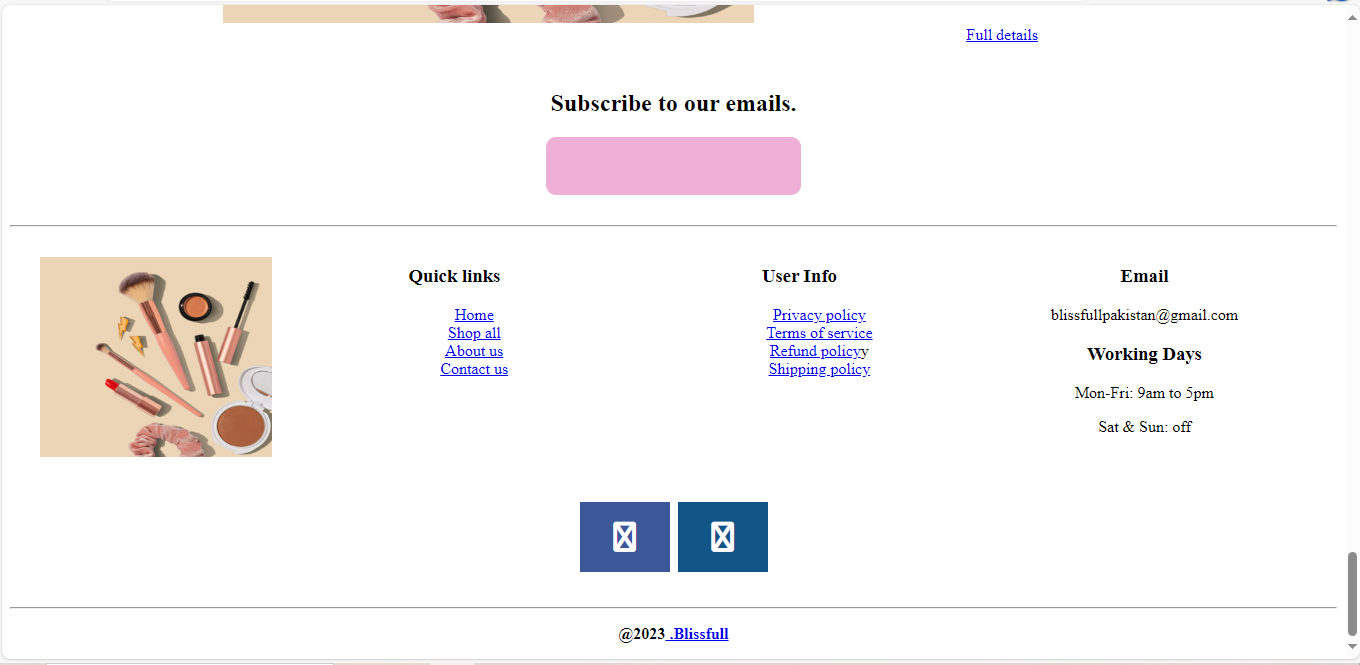 Full details
Subscribe to our emails.
Quick links
Home
Shop all
About us
Contact us
User Info
Privacy policy
Terms of service
Refund policyy
Shipping policy
Email
blissfullpakistan@gmail.com
Working Days
Mon-Fri: 9am to 5pm
Sat & Sun: off
@2023 .Blissfull